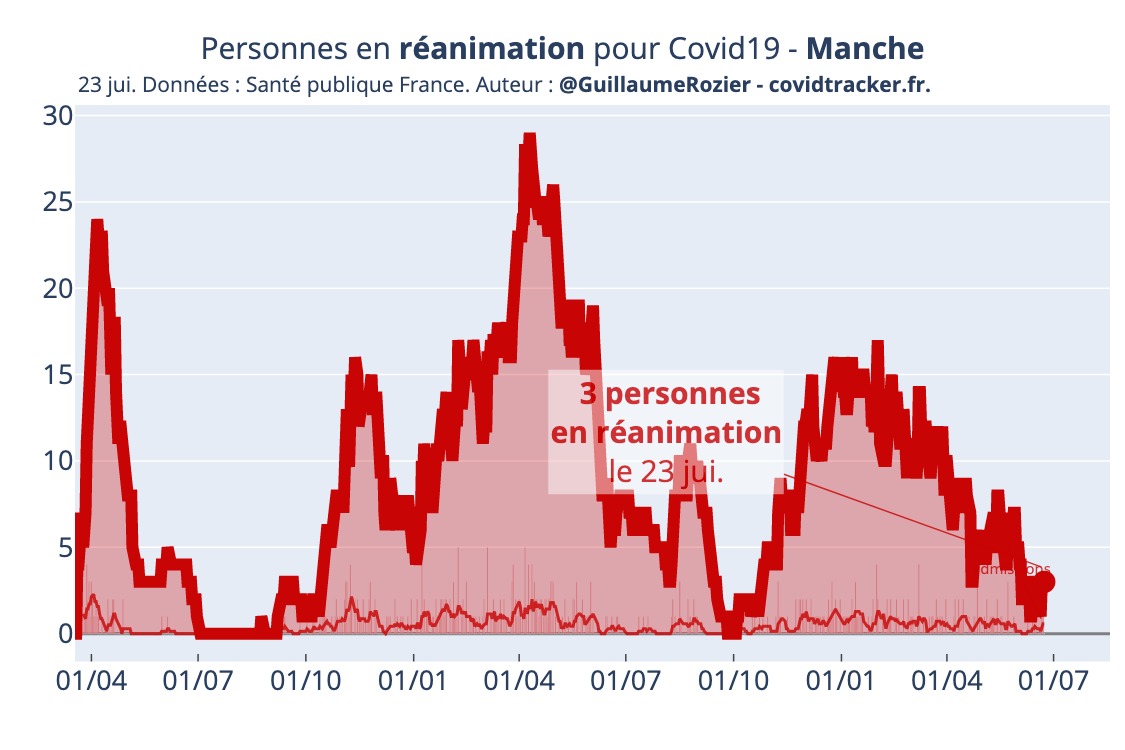 Personnes en réanimation pour Covid19 - Manche
23 jui. Données : Santé publique France. Auteur : @GuillaumeRozier - covidtracker.fr.
30
25
20
15
10
5
0
3 personnes
en réanimation
le 23 jui.
01/04 01/07 01/10 01/01 01/04 01/07 01/10 01/01 01/04 01/07